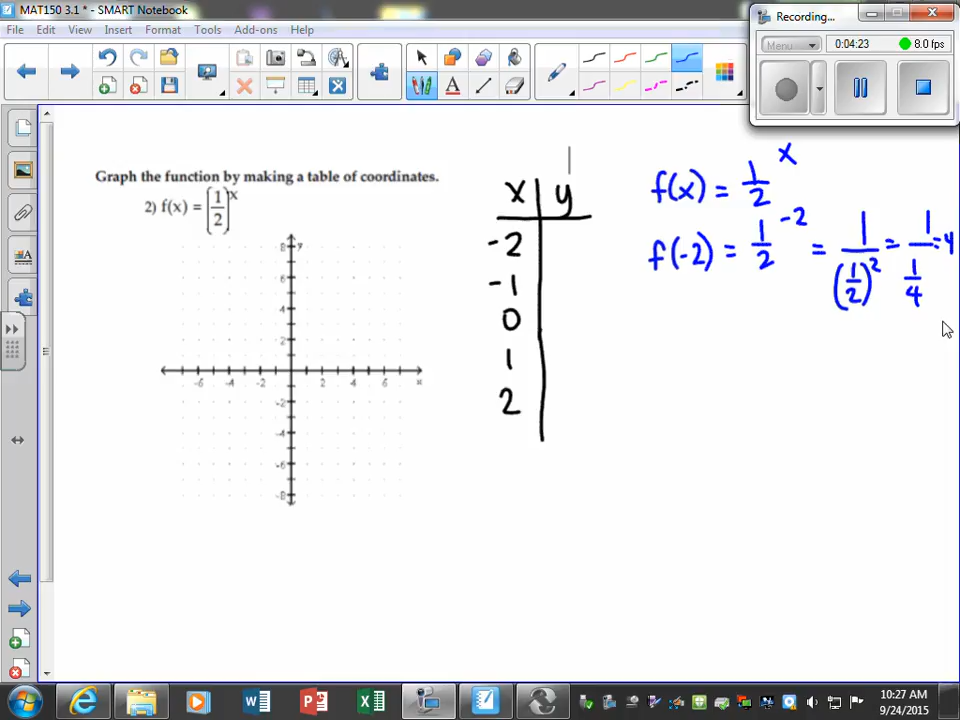 MAT150 3.1 * - SMART Notebook
File Edit View Insert Format Tools Add-ons Help
Recording...
Menu 0:04:23 8.0 fps
Graph the function by making a table of coordinates.
2) f(x) = (1/2)^x
8 y
6
4
2
-6 -4 -2 2 4 6 x
-2
-4
-6
-8
x y
-2
-1
0
1
2
f(x) = 1/2^x
f(-2) = 1/2^-2 = 1/(1/2)^2 = 1/(1/4) = 4
10:27 AM
9/24/2015